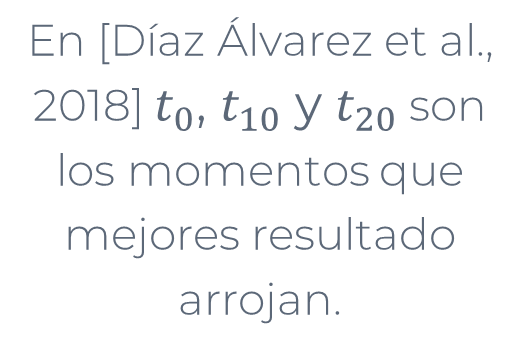 En [Díaz Álvarez et al.,
2018] t₀, t₁₀ y t₂₀ son
los momentos que
mejores resultado
arrojan.